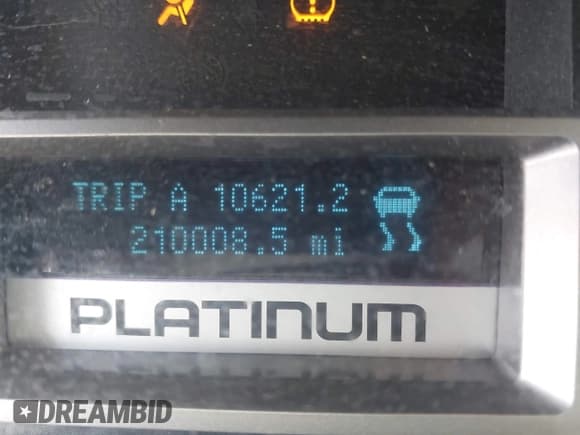 TRIP A 10621.2
210008.5 mi
PLATINUM
DREAMBID